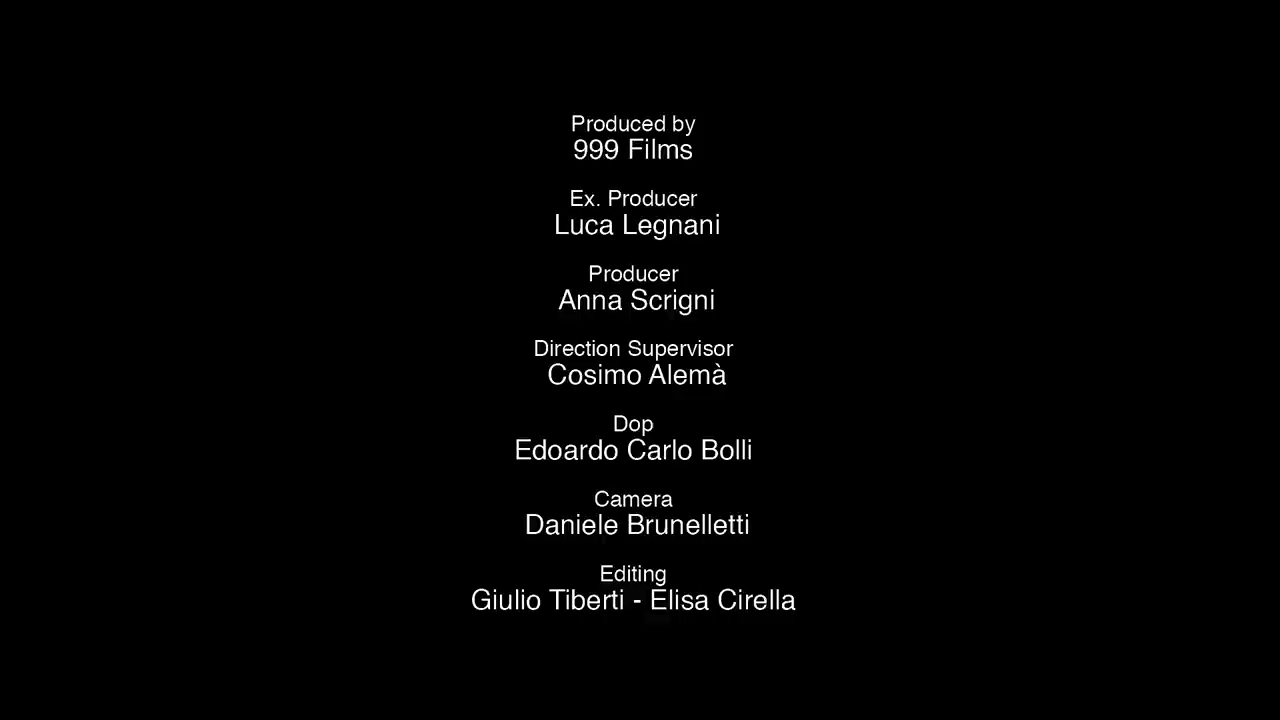 Produced by
999 Films
Ex. Producer
Luca Legnani
Producer
Anna Scrigni
Direction Supervisor
Cosimo Alemà
Dop
Edoardo Carlo Bolli
Camera
Daniele Brunelletti
Editing
Giulio Tiberti - Elisa Cirella